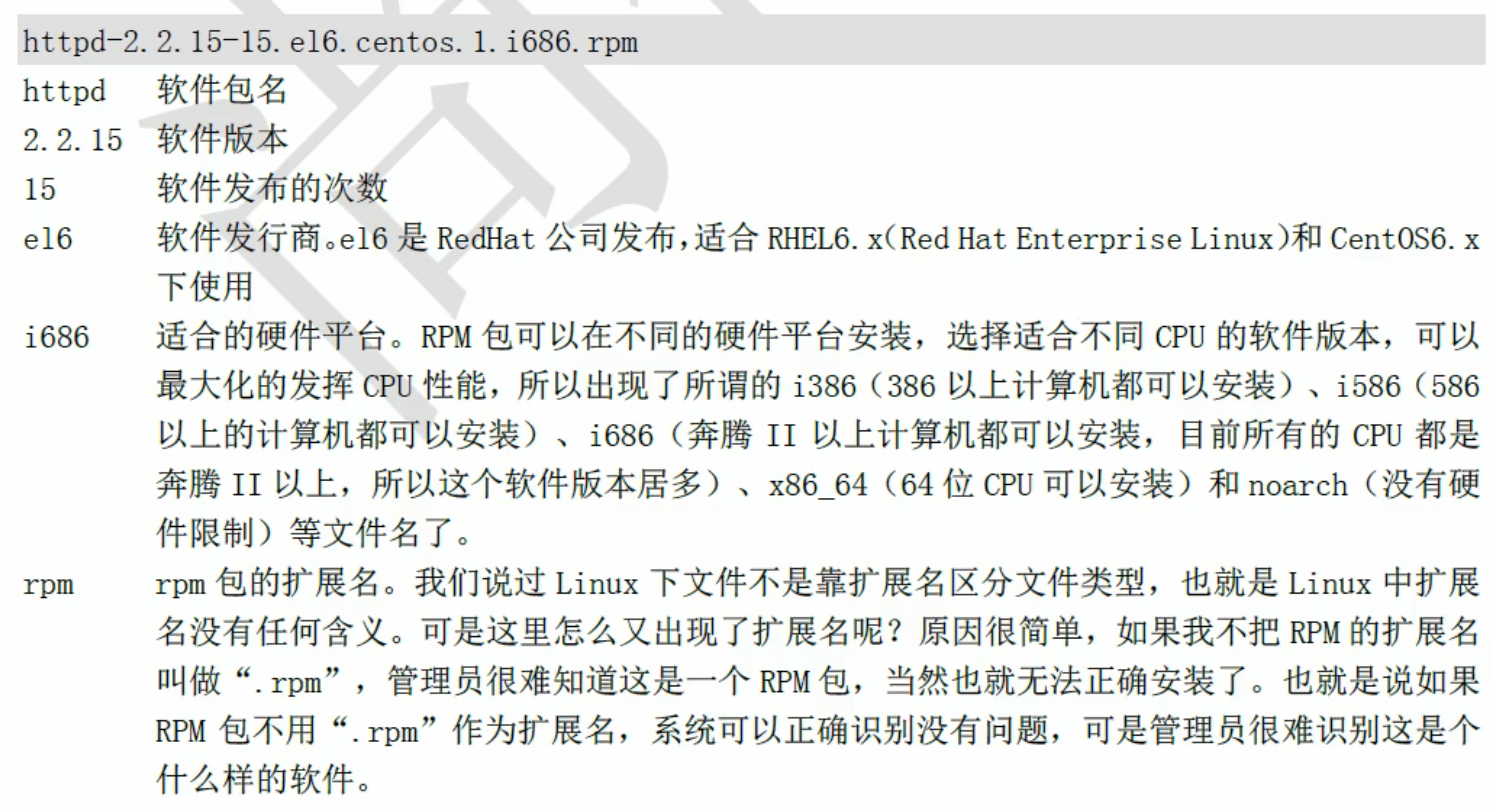 httpd-2.2.15-15.el6.centos.1.i686.rpm
httpd 软件包名
2.2.15 软件版本
15 软件发布的次数
el6 软件发行商。el6 是 RedHat 公司发布,适合 RHEL6.x(Red Hat Enterprise Linux)和 CentOS6.x
下使用
i686 适合的硬件平台。RPM 包可以在不同的硬件平台安装，选择适合不同 CPU 的软件版本，可以
最大化的发挥 CPU 性能，所以出现了所谓的 i386（386 以上计算机都可以安装）、i586（586
以上的计算机都可以安装）、i686（奔腾 II 以上计算机都可以安装，目前所有的 CPU 都是
奔腾 II 以上，所以这个软件版本居多）、x86_64（64 位 CPU 可以安装）和 noarch（没有硬
件限制）等文件名了。
rpm rpm 包的扩展名。我们说过 Linux 下文件不是靠扩展名区分文件类型，也就是 Linux 中扩展
名没有任何含义。可是这里怎么又出现了扩展名呢？原因很简单，如果我不把 RPM 的扩展名
叫做“.rpm”，管理员很难知道这是一个 RPM 包，当然也就无法正确安装了。也就是说如果
RPM 包不用“.rpm”作为扩展名，系统可以正确识别没有问题，可是管理员很难识别这是个
什么样的软件。